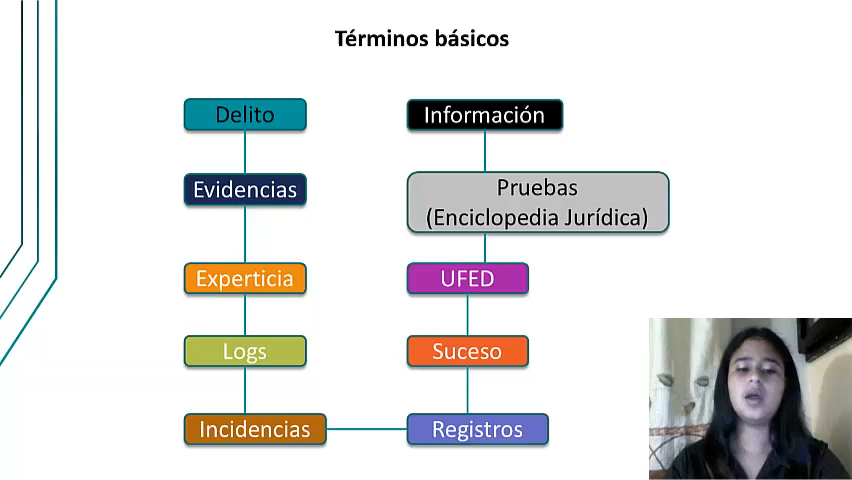 Términos básicos
Delito
Información
Evidencias
Pruebas
(Enciclopedia Jurídica)
Experticia
UFED
Logs
Suceso
Incidencias
Registros